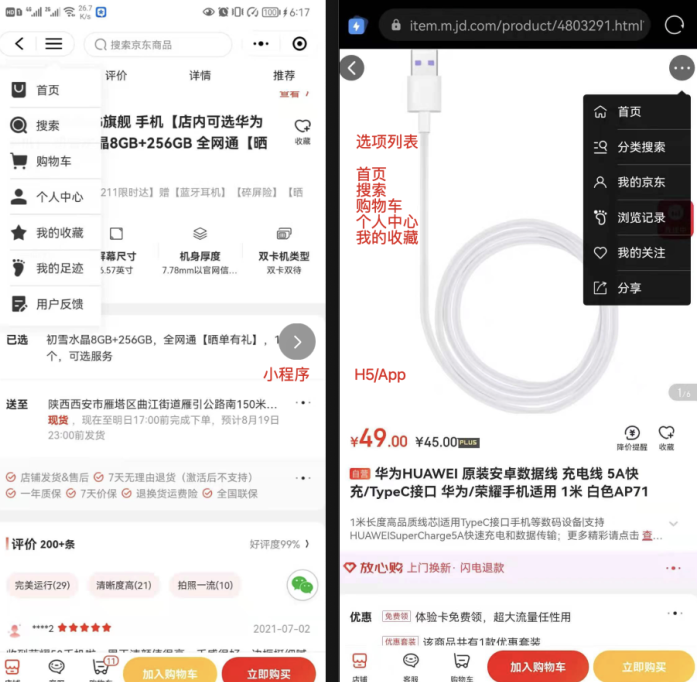 HD
26.7
K/s
100
6:17
搜索京东商品
首页
搜索
购物车
个人中心
我的收藏
我的足迹
用户反馈
评价
详情
推荐
查看
旗舰 手机【店内可选华为
晶8GB+256GB 全网通【晒
收藏
211限时达】赠【蓝牙耳机】【碎屏险】【晒
屏幕尺寸
6.57英寸
机身厚度
7.78mm以官网信...
双卡机类型
双卡双待
已选
初雪水晶8GB+256GB，全网通【晒单有礼】，1
个，可选服务
小程序
送至
陕西西安市雁塔区曲江街道雁引公路南150米...
现货，现在至明日17:00前完成下单，预计8月19日
23:00前发货
店铺发货&售后
7天无理由退货（激活后不支持）
一年质保
7天价保
退换货运费险
全国联保
评价 200+条
好评度99%
完美运行(29)
清晰度高(21)
拍照一流(10)
****2
2021-07-02
11
加入购物车
立即购买
item.m.jd.com/product/4803291.html
选项列表
首页
搜索
购物车
个人中心
我的收藏
首页
分类搜索
我的京东
浏览记录
我的关注
分享
H5/App
1/6
¥49.00
¥45.00
PLUS
降价提醒
收藏
自营 华为HUAWEI 原装安卓数据线 充电线 5A快
充/TypeC接口 华为/荣耀手机适用 1米 白色AP71
1米长度高品质线芯|适用TypeC接口手机等数码设备|支持
HUAWEISuperCharge5A快速充电和数据传输；更多精彩请点击 查...
放心购 上门换新· 闪电退款
优惠
免费领 体验卡免费领，超大流量任性用
优惠套装 该商品共有1款优惠套装
店铺
客服
购物车
加入购物车
立即购买